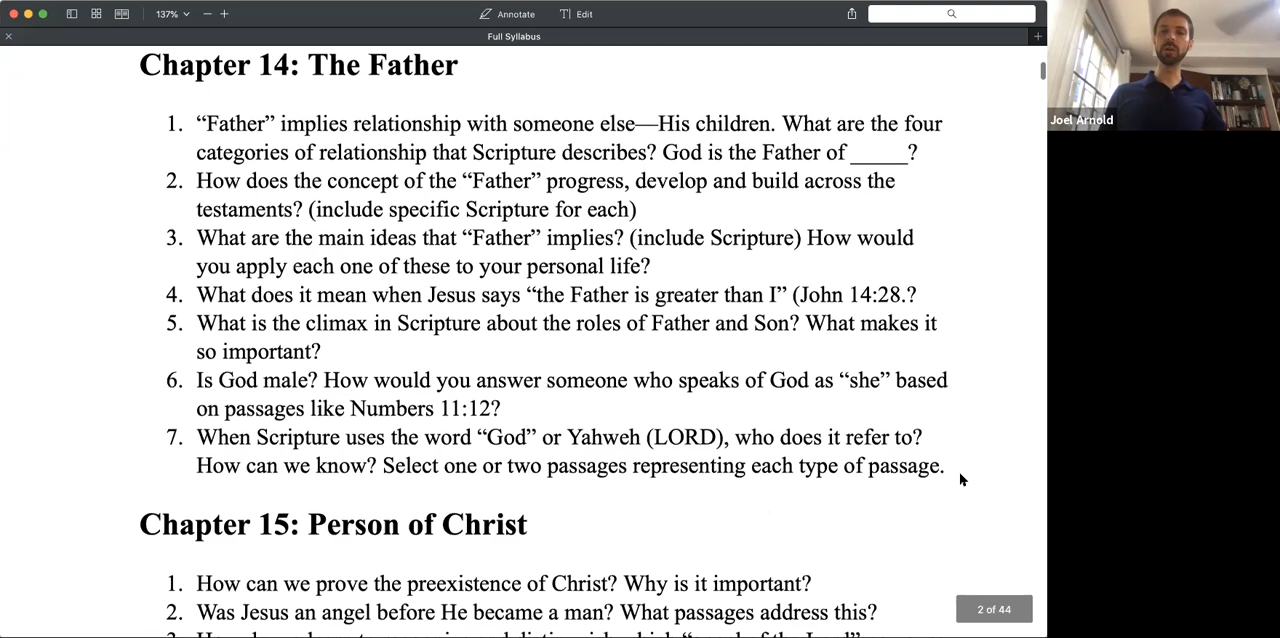 137%
Annotate
Edit
Full Syllabus
Chapter 14: The Father
1. “Father” implies relationship with someone else—His children. What are the four
categories of relationship that Scripture describes? God is the Father of _____?
2. How does the concept of the “Father” progress, develop and build across the
testaments? (include specific Scripture for each)
3. What are the main ideas that “Father” implies? (include Scripture) How would
you apply each one of these to your personal life?
4. What does it mean when Jesus says “the Father is greater than I” (John 14:28.?
5. What is the climax in Scripture about the roles of Father and Son? What makes it
so important?
6. Is God male? How would you answer someone who speaks of God as “she” based
on passages like Numbers 11:12?
7. When Scripture uses the word “God” or Yahweh (LORD), who does it refer to?
How can we know? Select one or two passages representing each type of passage.
Chapter 15: Person of Christ
1. How can we prove the preexistence of Christ? Why is it important?
2. Was Jesus an angel before He became a man? What passages address this?
2 of 44
Joel Arnold